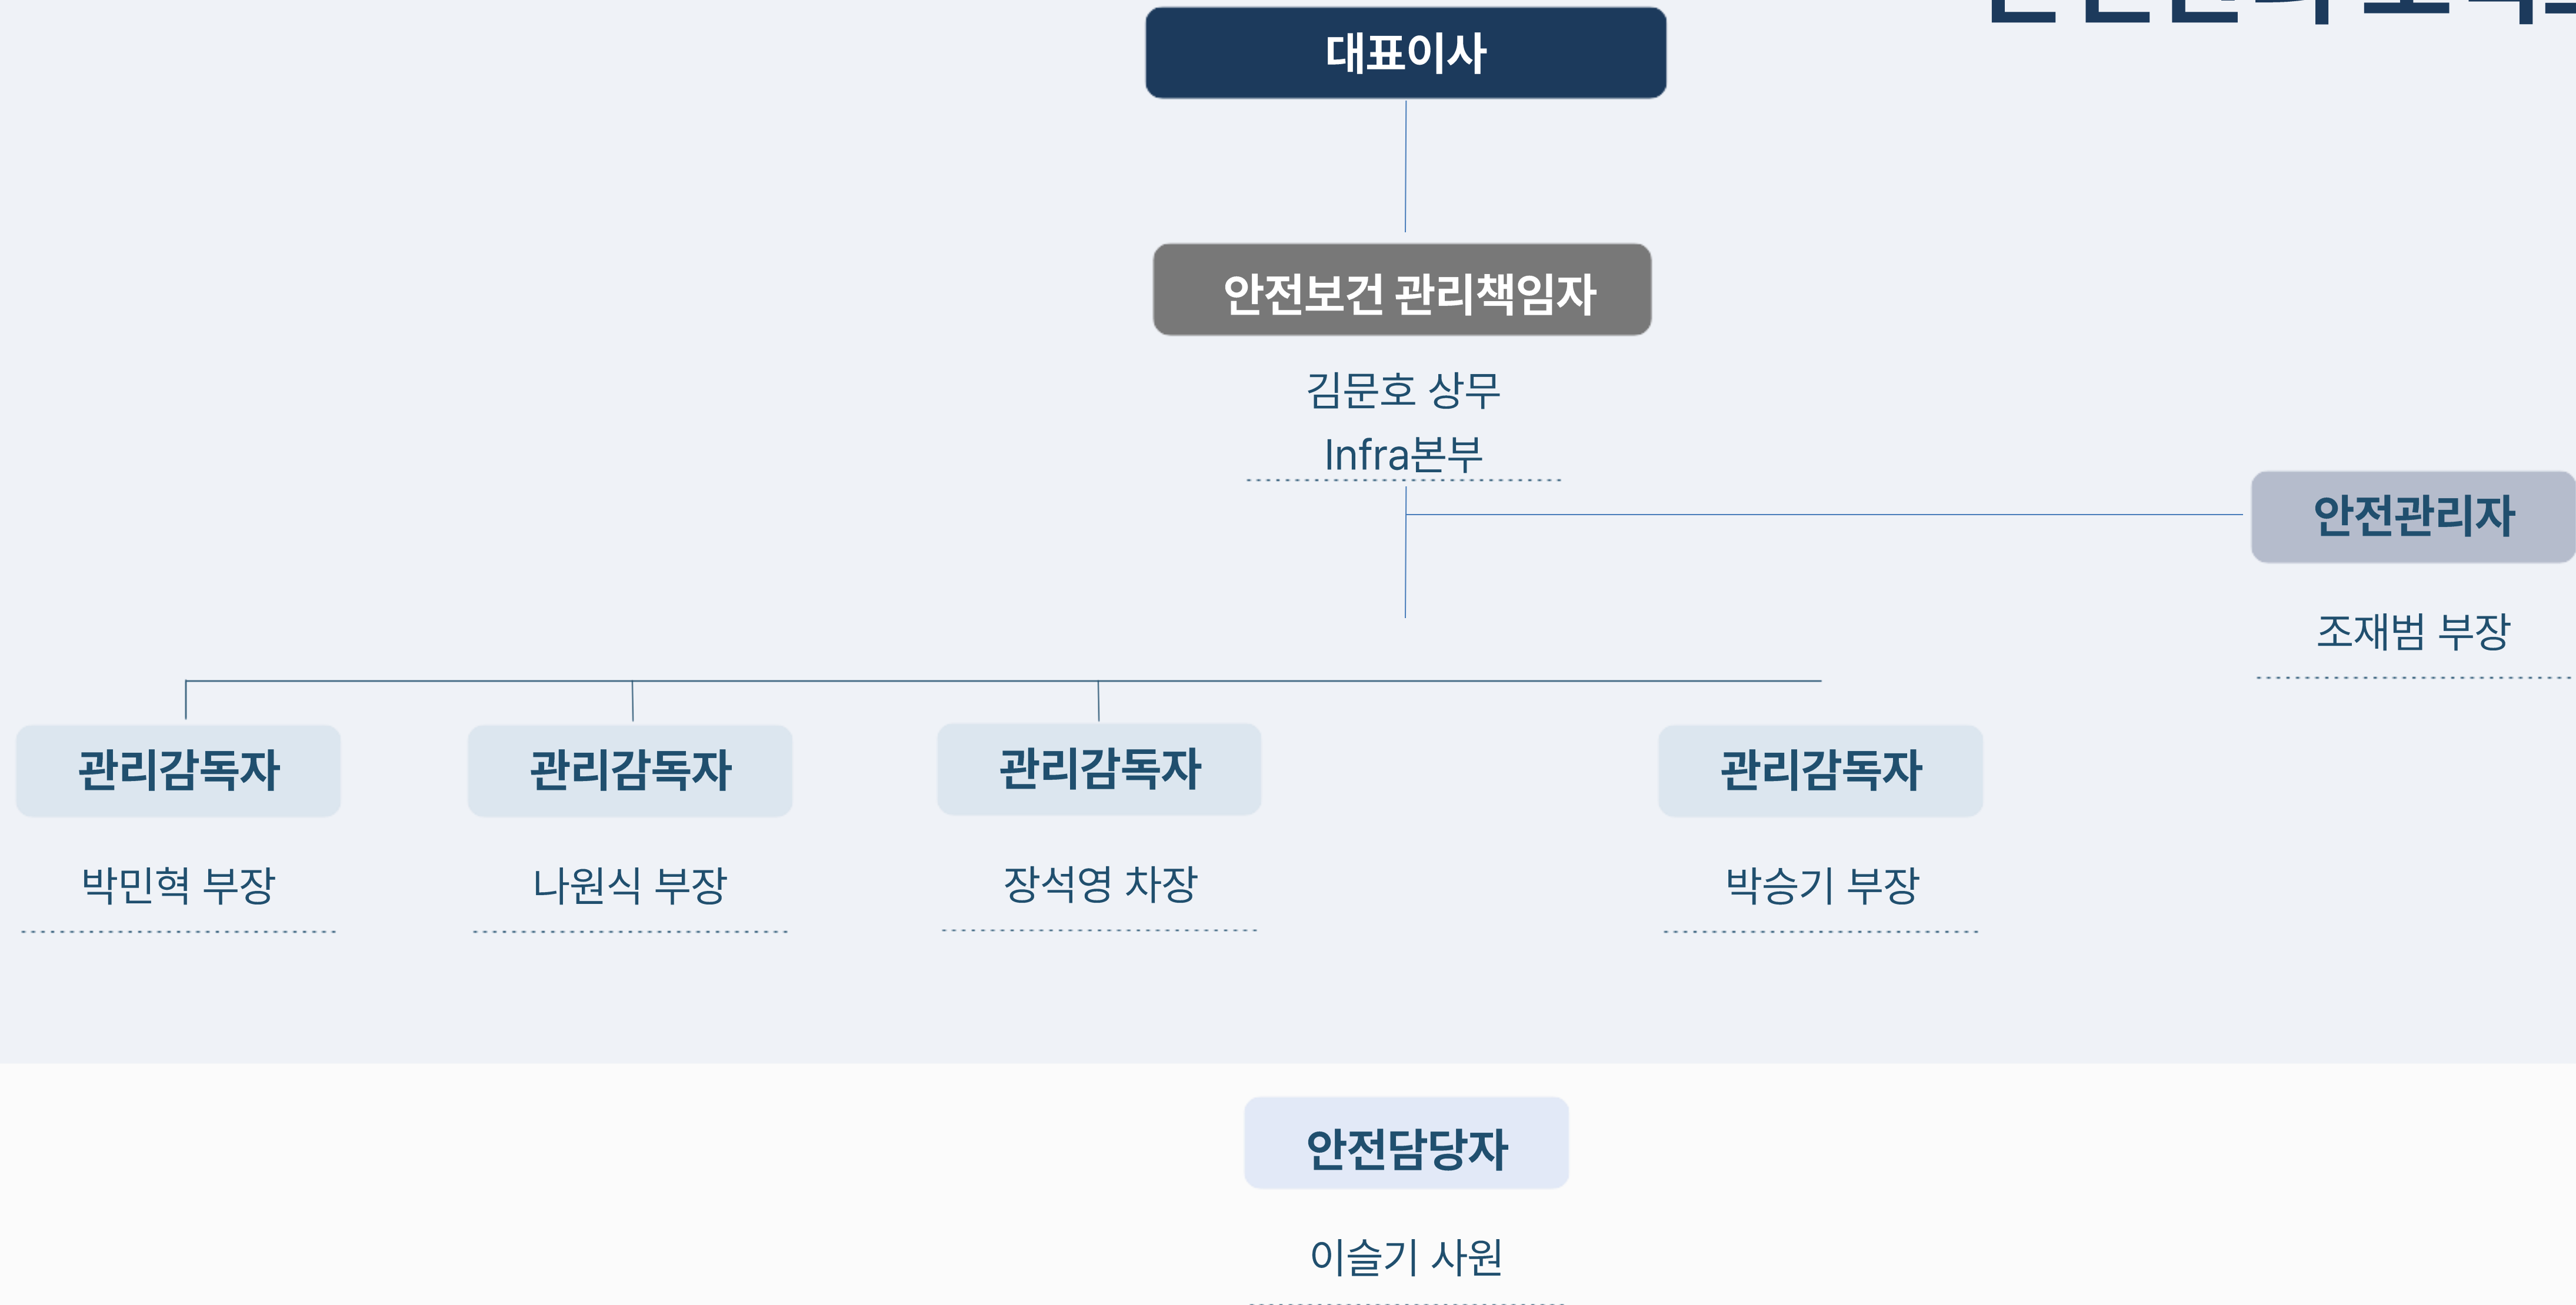 대표이사
안전보건 관리책임자
김문호 상무
Infra본부
안전관리자
조재범 부장
관리감독자
박민혁 부장
관리감독자
나원식 부장
관리감독자
장석영 차장
관리감독자
박승기 부장
안전담당자
이슬기 사원